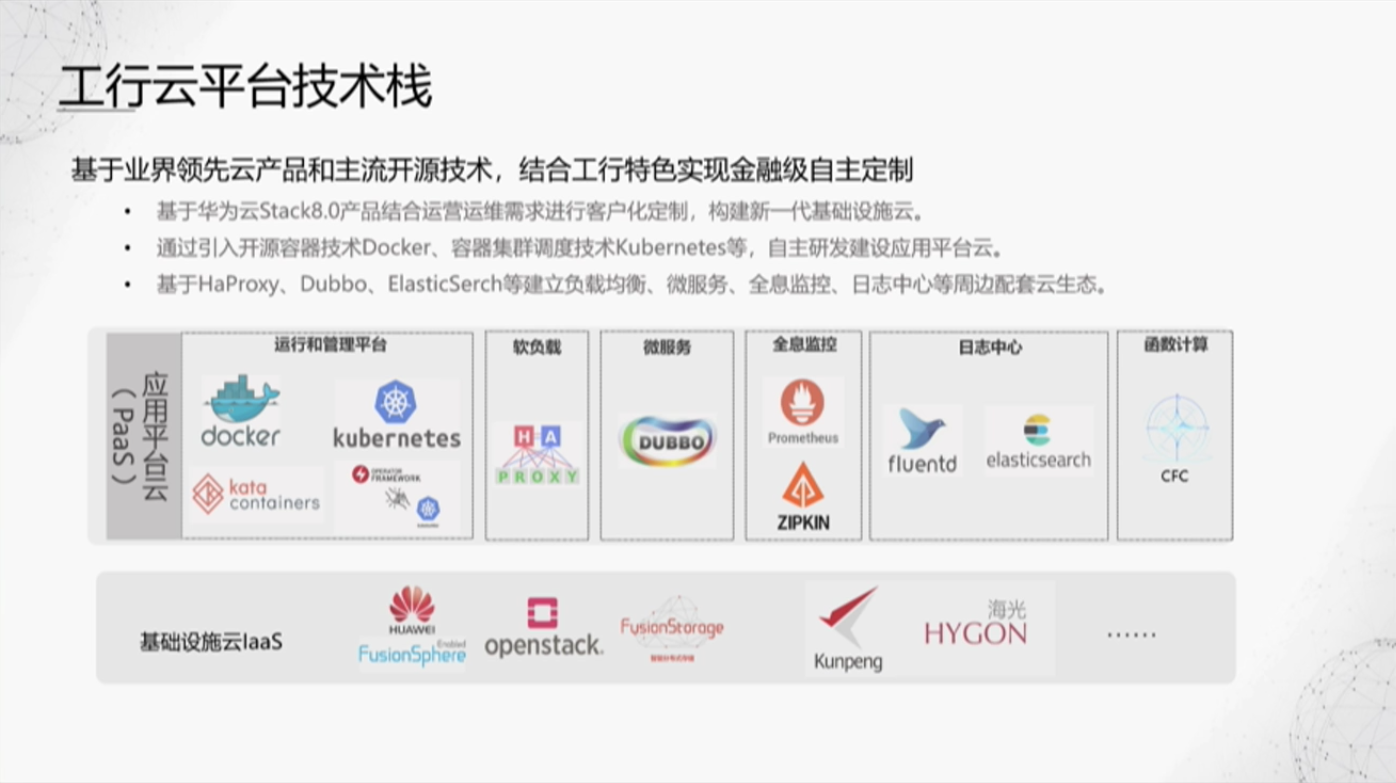 工行云平台技术栈
基于业界领先云产品和主流开源技术，结合工行特色实现金融级自主定制
• 基于华为云Stack8.0产品结合运营运维需求进行客户化定制，构建新一代基础设施云。
• 通过引入开源容器技术Docker、容器集群调度技术Kubernetes等，自主研发建设应用平台云。
• 基于HaProxy、Dubbo、ElasticSerch等建立负载均衡、微服务、全息监控、日志中心等周边配套云生态。
应用平台云
（PaaS）
运行和管理平台
docker
kubernetes
kata
containers
OPERATOR
FRAMEWORK
软负载
HA
PROXY
微服务
DUBBO
全息监控
Prometheus
ZIPKIN
日志中心
fluentd
elasticsearch
函数计算
CFC
基础设施云IaaS
HUAWEI
Enabled
FusionSphere
openstack.
FusionStorage
智能分布式存储
Kunpeng
海光
HYGON
······